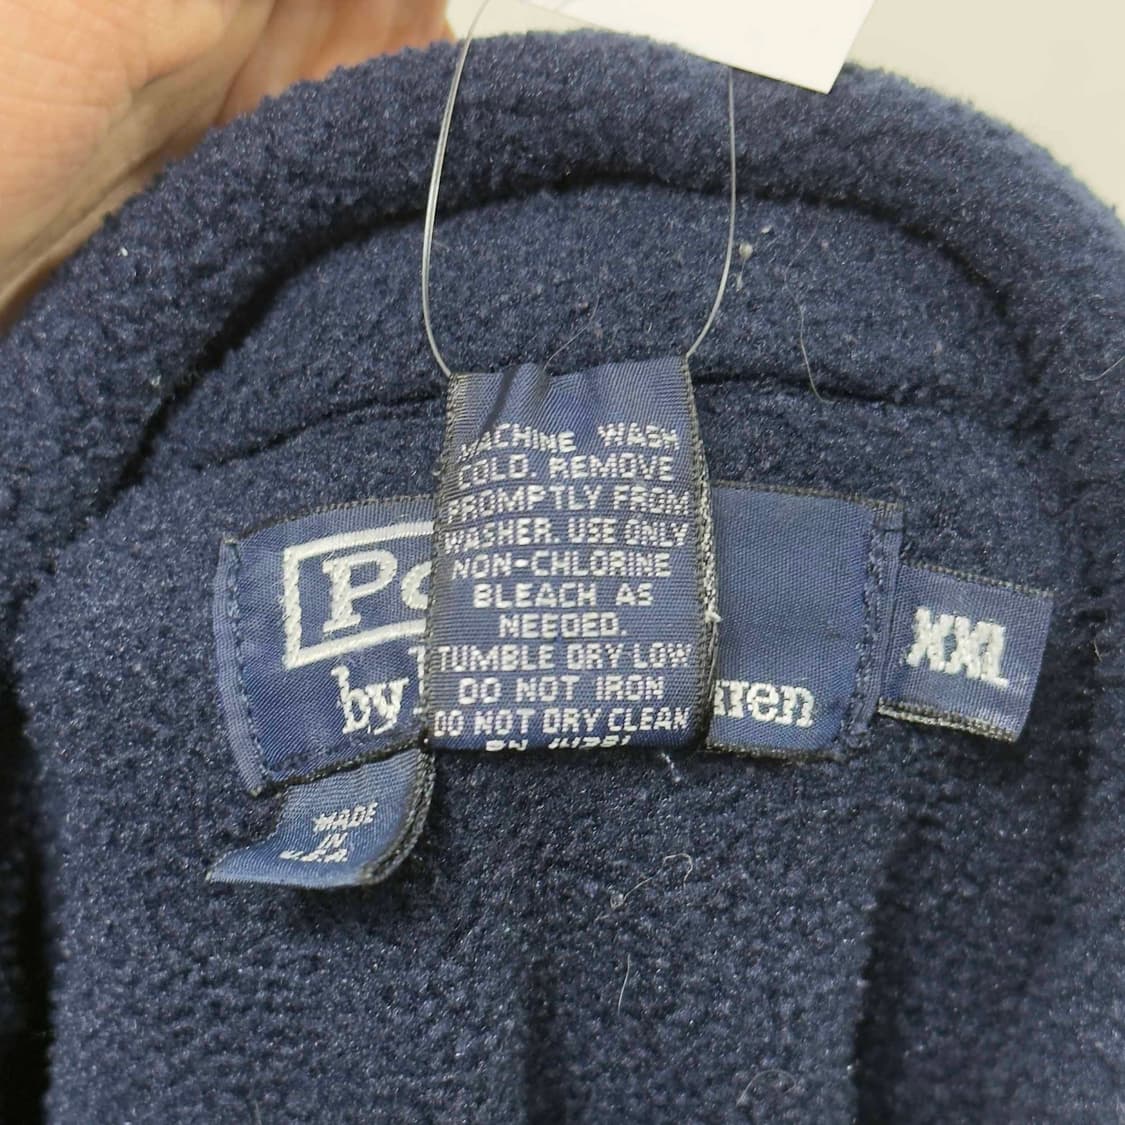 MACHINE WASH
COLD. REMOVE
PROMPTLY FROM
WASHER. USE ONLY
NON-CHLORINE
BLEACH AS
NEEDED.
TUMBLE DRY LOW
DO NOT IRON
DO NOT DRY CLEAN
Po
by
uren
XXL
MADE
IN
U.S.A.